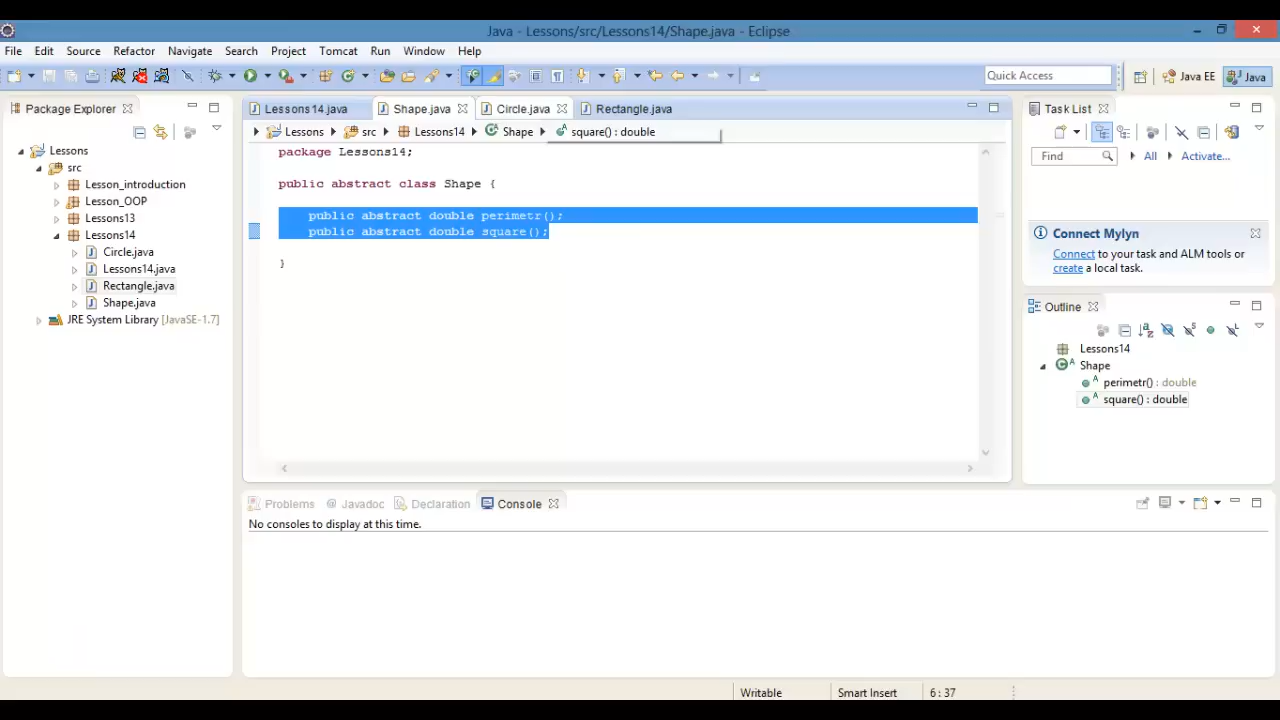 Java - Lessons/src/Lessons14/Shape.java - Eclipse
File Edit Source Refactor Navigate Search Project Tomcat Run Window Help
Quick Access
Java EE
Java
Package Explorer
Lessons14.java
Shape.java
Circle.java
Rectangle.java
Task List
Lessons
src
Lessons14
Shape
square() : double
Find
All
Activate...
Lessons
src
Lesson_introduction
Lesson_OOP
Lessons13
Lessons14
Circle.java
Lessons14.java
Rectangle.java
Shape.java
JRE System Library [JavaSE-1.7]
package Lessons14;
public abstract class Shape {
public abstract double perimetr();
public abstract double square();
}
Connect Mylyn
Connect to your task and ALM tools or
create a local task.
Outline
Lessons14
Shape
perimetr() : double
square() : double
Problems @ Javadoc Declaration Console
No consoles to display at this time.
Writable
Smart Insert
6 : 37